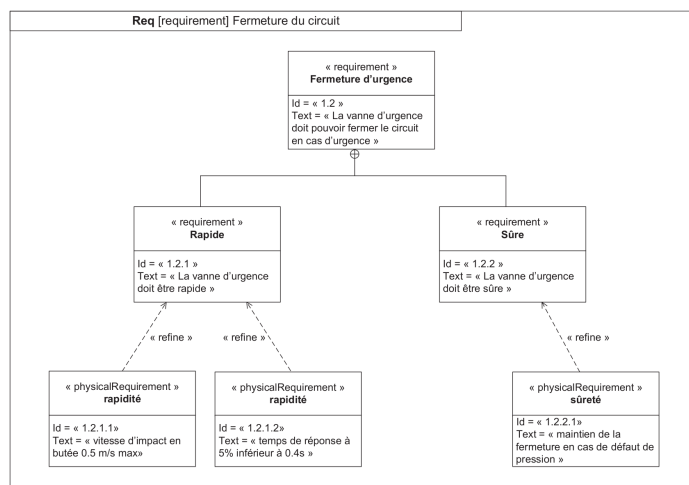 Req [requirement] Fermeture du circuit
« requirement »
Fermeture d'urgence
Id = « 1.2 »
Text = « La vanne d'urgence
doit pouvoir fermer le circuit
en cas d'urgence »
« requirement »
Rapide
Id = « 1.2.1 »
Text = « La vanne d'urgence
doit être rapide »
« requirement »
Sûre
Id = « 1.2.2 »
Text = « La vanne d'urgence
doit être sûre »
« refine »
« refine »
« refine »
« physicalRequirement »
rapidité
Id = « 1.2.1.1»
Text = « vitesse d'impact en
butée 0.5 m/s max»
« physicalRequirement »
rapidité
Id = « 1.2.1.2»
Text = « temps de réponse à
5% inférieur à 0.4s »
« physicalRequirement »
sûreté
Id = « 1.2.2.1»
Text = « maintien de la
fermeture en cas de défaut de
pression »